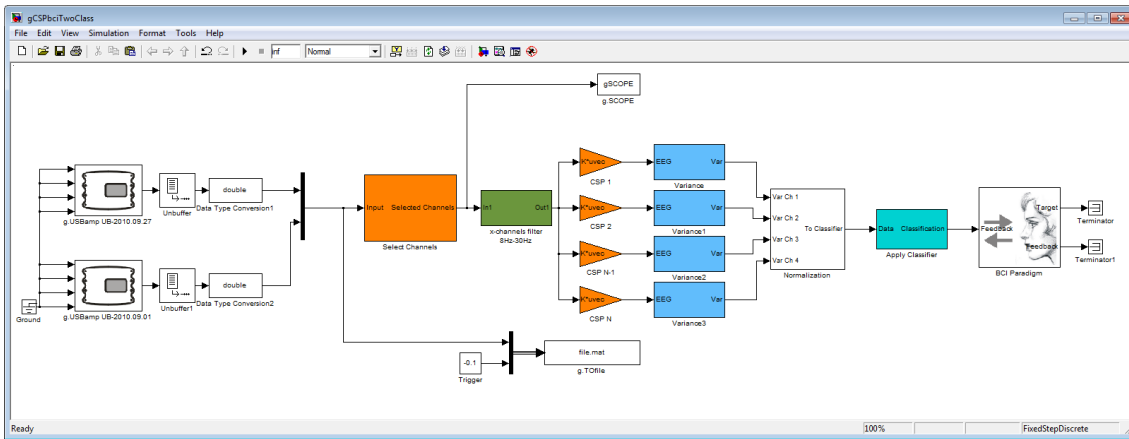 gCSPbciTwoClass
File Edit View Simulation Format Tools Help
inf Normal
gSCOPE
g.SCOPE
g.USBamp UB-2010.09.27
Unbuffer
double
Data Type Conversion1
Input Selected Channels
Select Channels
In1 Out1
x-channels filter
8Hz-30Hz
K*uvec
CSP 1
EEG Var
Variance
K*uvec
CSP 2
EEG Var
Variance1
K*uvec
CSP N-1
EEG Var
Variance2
K*uvec
CSP N
EEG Var
Variance3
Var Ch 1
Var Ch 2
Var Ch 3
Var Ch 4
To Classifier
Normalization
Data Classification
Apply Classifier
Feedback
Target
Feedback
BCI Paradigm
Terminator
Terminator1
Ground
g.USBamp UB-2010.09.01
Unbuffer1
double
Data Type Conversion2
-0.1
Trigger
file.mat
g.TOfile
Ready 100% FixedStepDiscrete